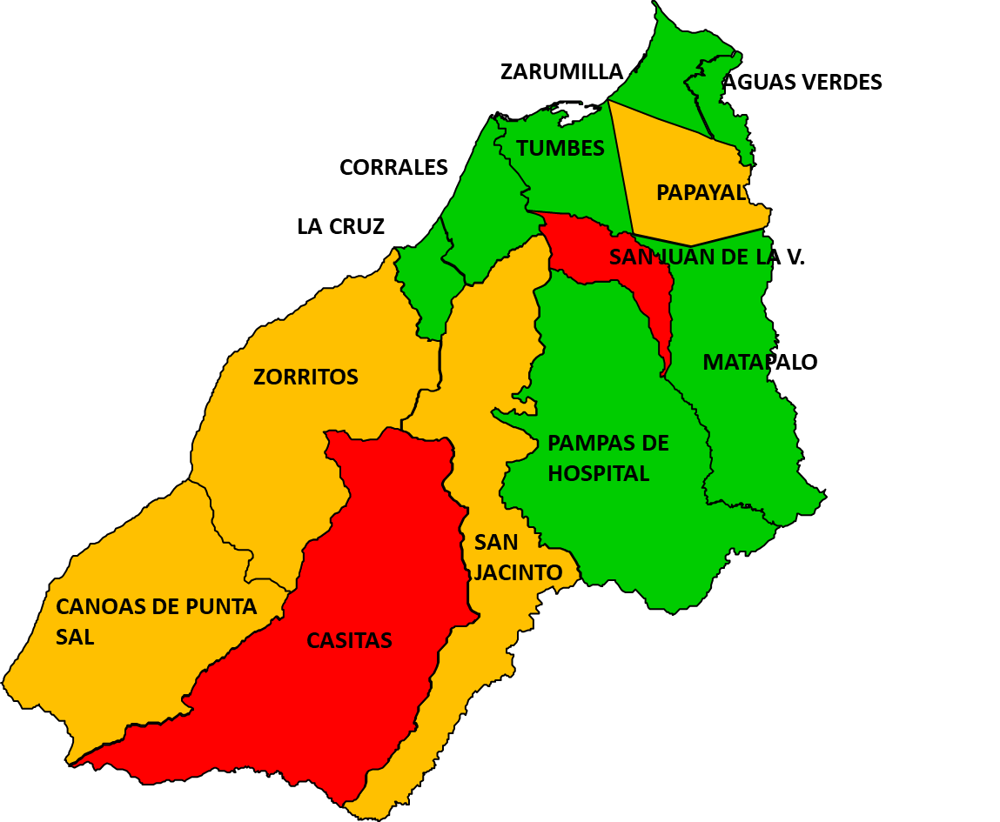 ZARUMILLA
AGUAS VERDES
TUMBES
CORRALES
PAPAYAL
LA CRUZ
SAN JUAN DE LA V.
MATAPALO
ZORRITOS
PAMPAS DE
HOSPITAL
SAN
JACINTO
CANOAS DE PUNTA
SAL
CASITAS